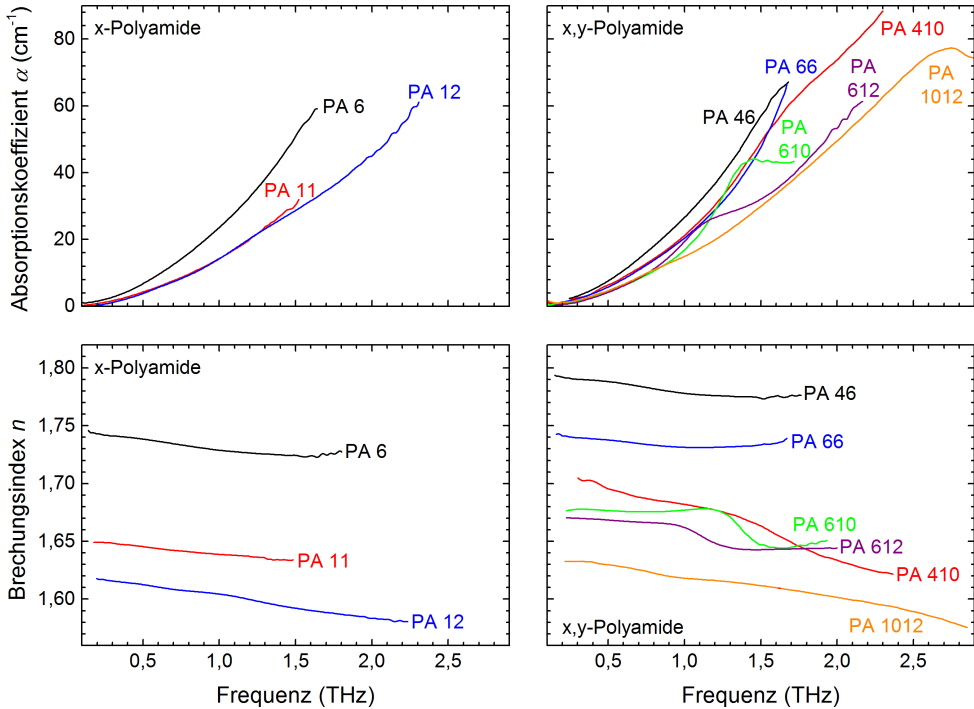 Absorptionskoeffizient α (cm⁻¹)
80
60
40
20
0
x-Polyamide
PA 6
PA 12
PA 11
x,y-Polyamide
PA 410
PA 66
PA
612
PA
1012
PA 46
PA
610
Brechungsindex n
1,80
1,75
1,70
1,65
1,60
x-Polyamide
PA 6
PA 11
PA 12
0,5
1,0
1,5
2,0
2,5
Frequenz (THz)
PA 46
PA 66
PA 610
PA 612
PA 410
PA 1012
x,y-Polyamide
0,5
1,0
1,5
2,0
2,5
Frequenz (THz)